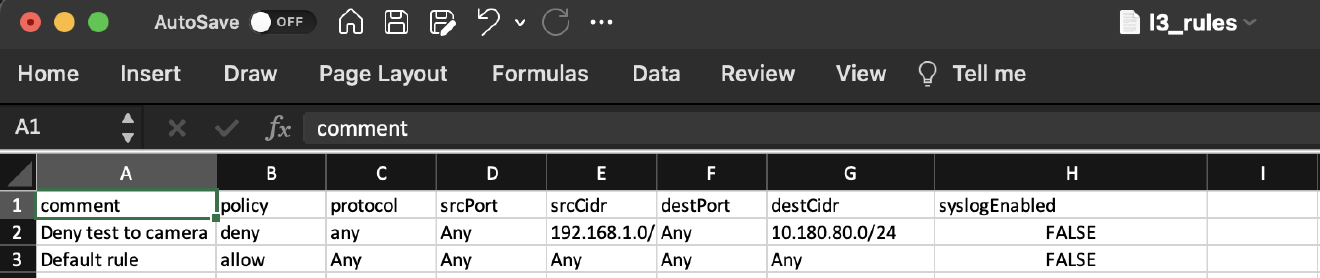 AutoSave OFF ... l3_rules
Home Insert Draw Page Layout Formulas Data Review View Tell me
A1 fx comment
A B C D E F G H I
1 comment policy protocol srcPort srcCidr destPort destCidr syslogEnabled
2 Deny test to camera deny any Any 192.168.1.0/ Any 10.180.80.0/24 FALSE
3 Default rule allow Any Any Any Any Any FALSE